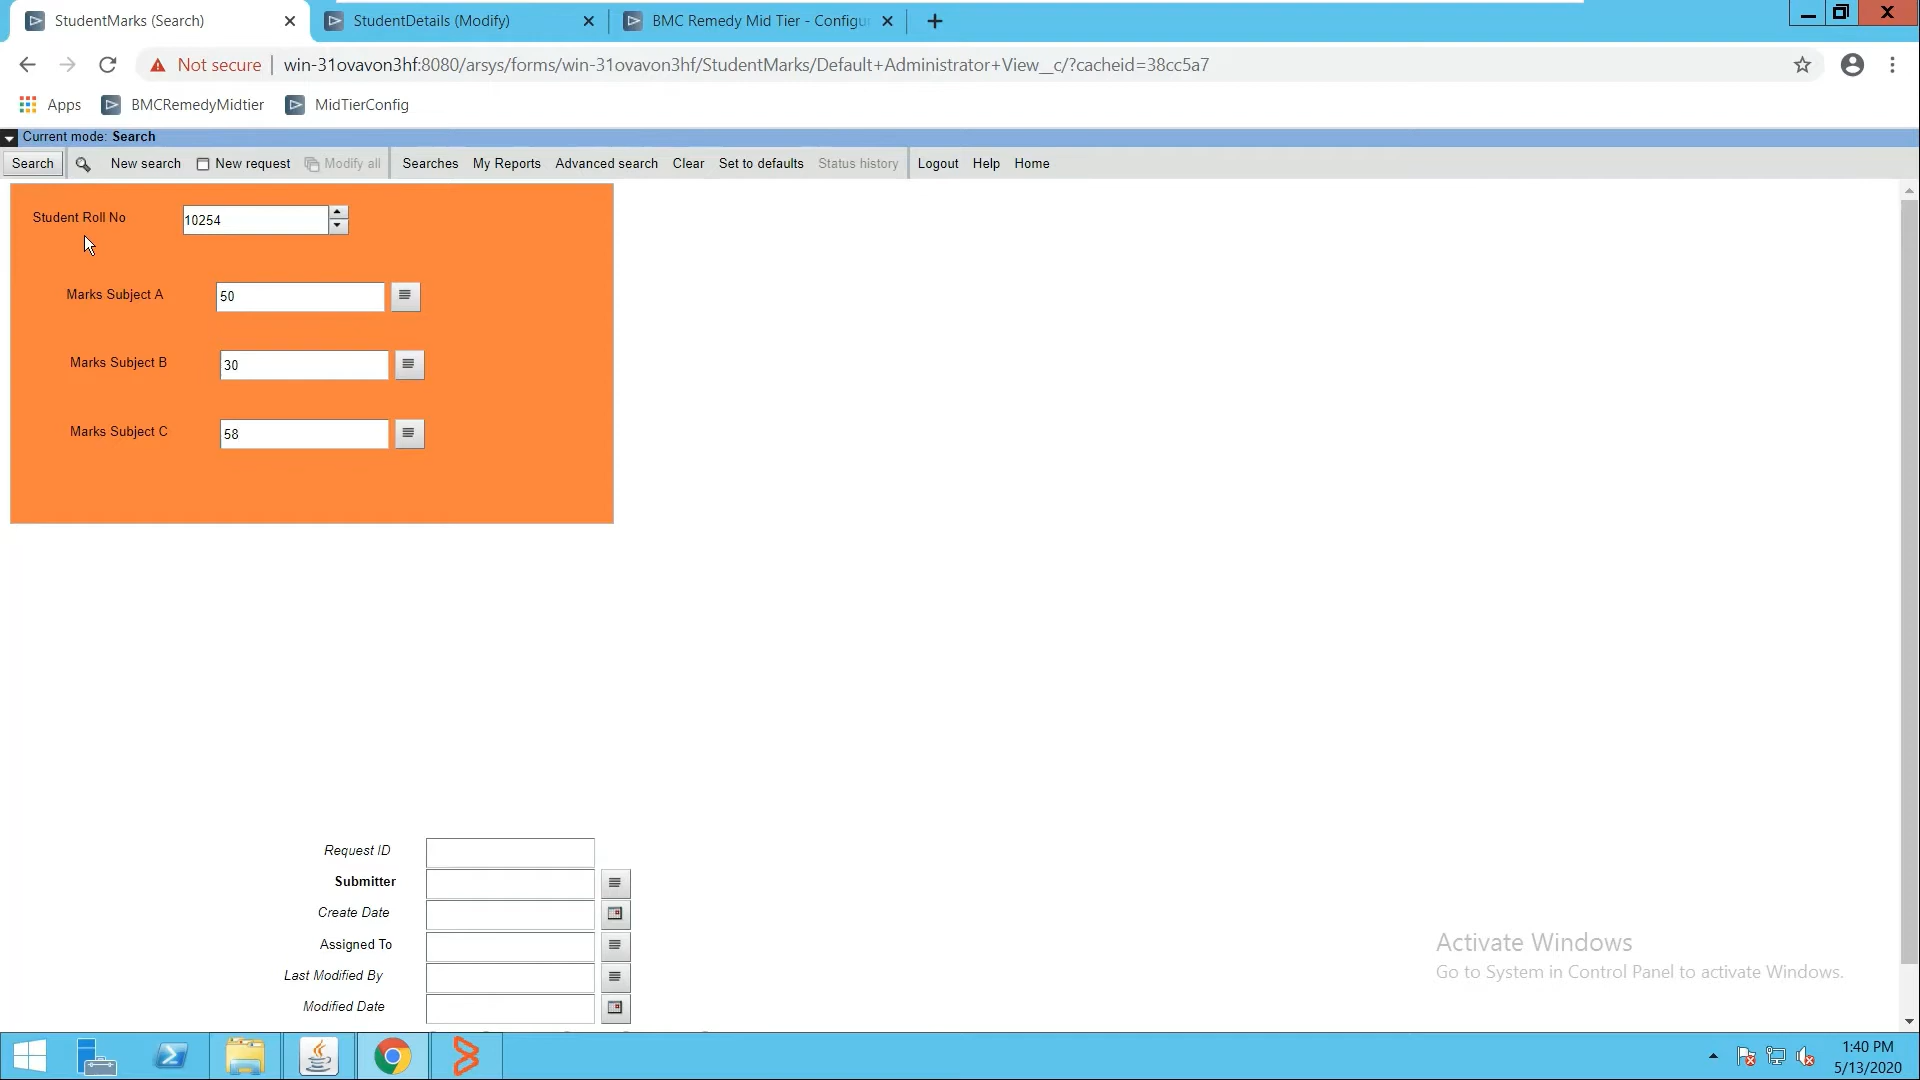 StudentMarks (Search)
StudentDetails (Modify)
BMC Remedy Mid Tier - Configu
Not secure
win-31ovavon3hf:8080/arsys/forms/win-31ovavon3hf/StudentMarks/Default+Administrator+View__c/?cacheid=38cc5a7
Apps
BMCRemedyMidtier
MidTierConfig
Current mode: Search
Search
New search
New request
Modify all
Searches
My Reports
Advanced search
Clear
Set to defaults
Status history
Logout
Help
Home
Student Roll No
10254
Marks Subject A
50
Marks Subject B
30
Marks Subject C
58
Request ID
Submitter
Create Date
Assigned To
Last Modified By
Modified Date
Activate Windows
Go to System in Control Panel to activate Windows.
1:40 PM
5/13/2020